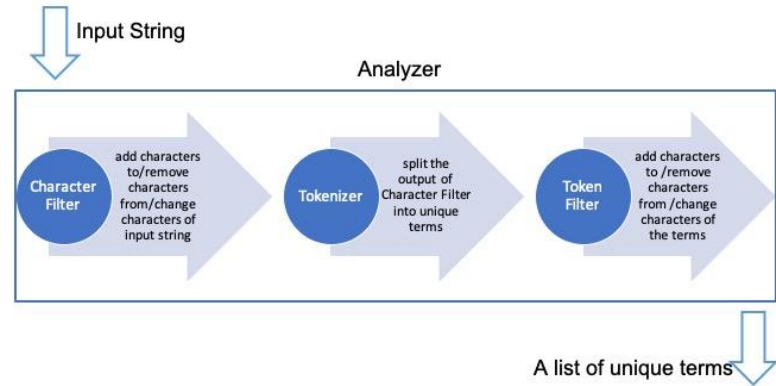 Input String
Analyzer
Character
Filter
add characters
to/remove
characters
from/change
characters of
input string
Tokenizer
split the
output of
Character Filter
into unique
terms
Token
Filter
add characters
to /remove
characters
from /change
characters of
the terms
A list of unique terms